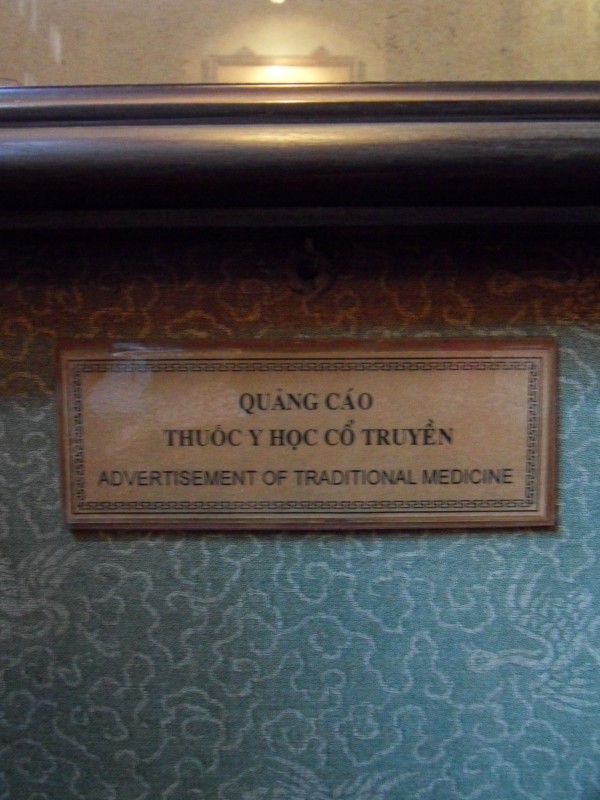 QUẢNG CÁO
THUỐC Y HỌC CỔ TRUYỀN
ADVERTISEMENT OF TRADITIONAL MEDICINE